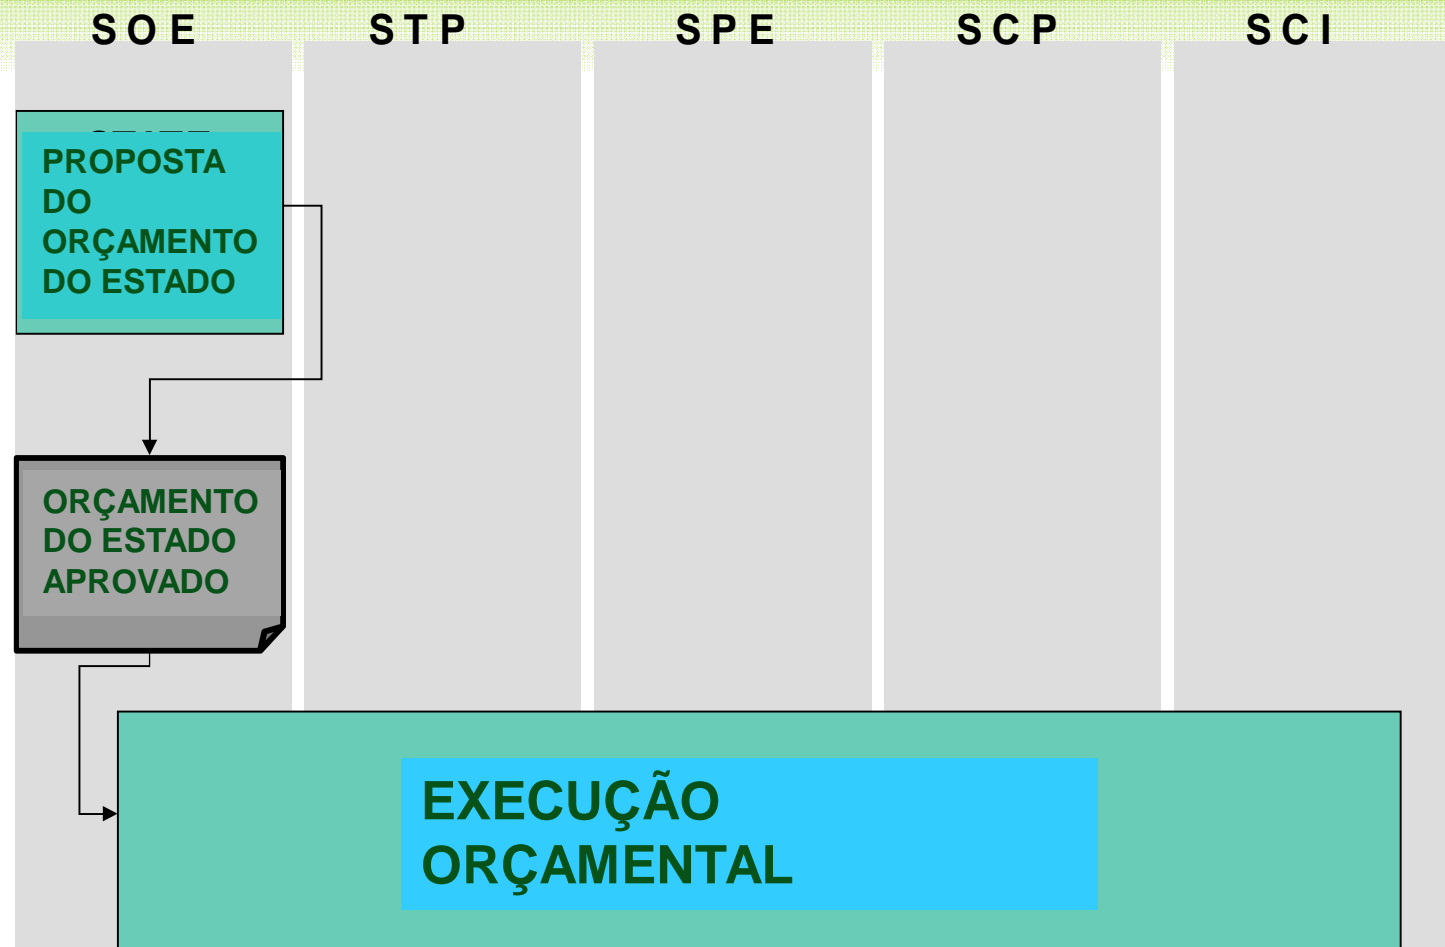 S O E S T P S P E S C P S C I
PROPOSTA
DO
ORÇAMENTO
DO ESTADO
ORÇAMENTO
DO ESTADO
APROVADO
EXECUÇÃO
ORÇAMENTAL